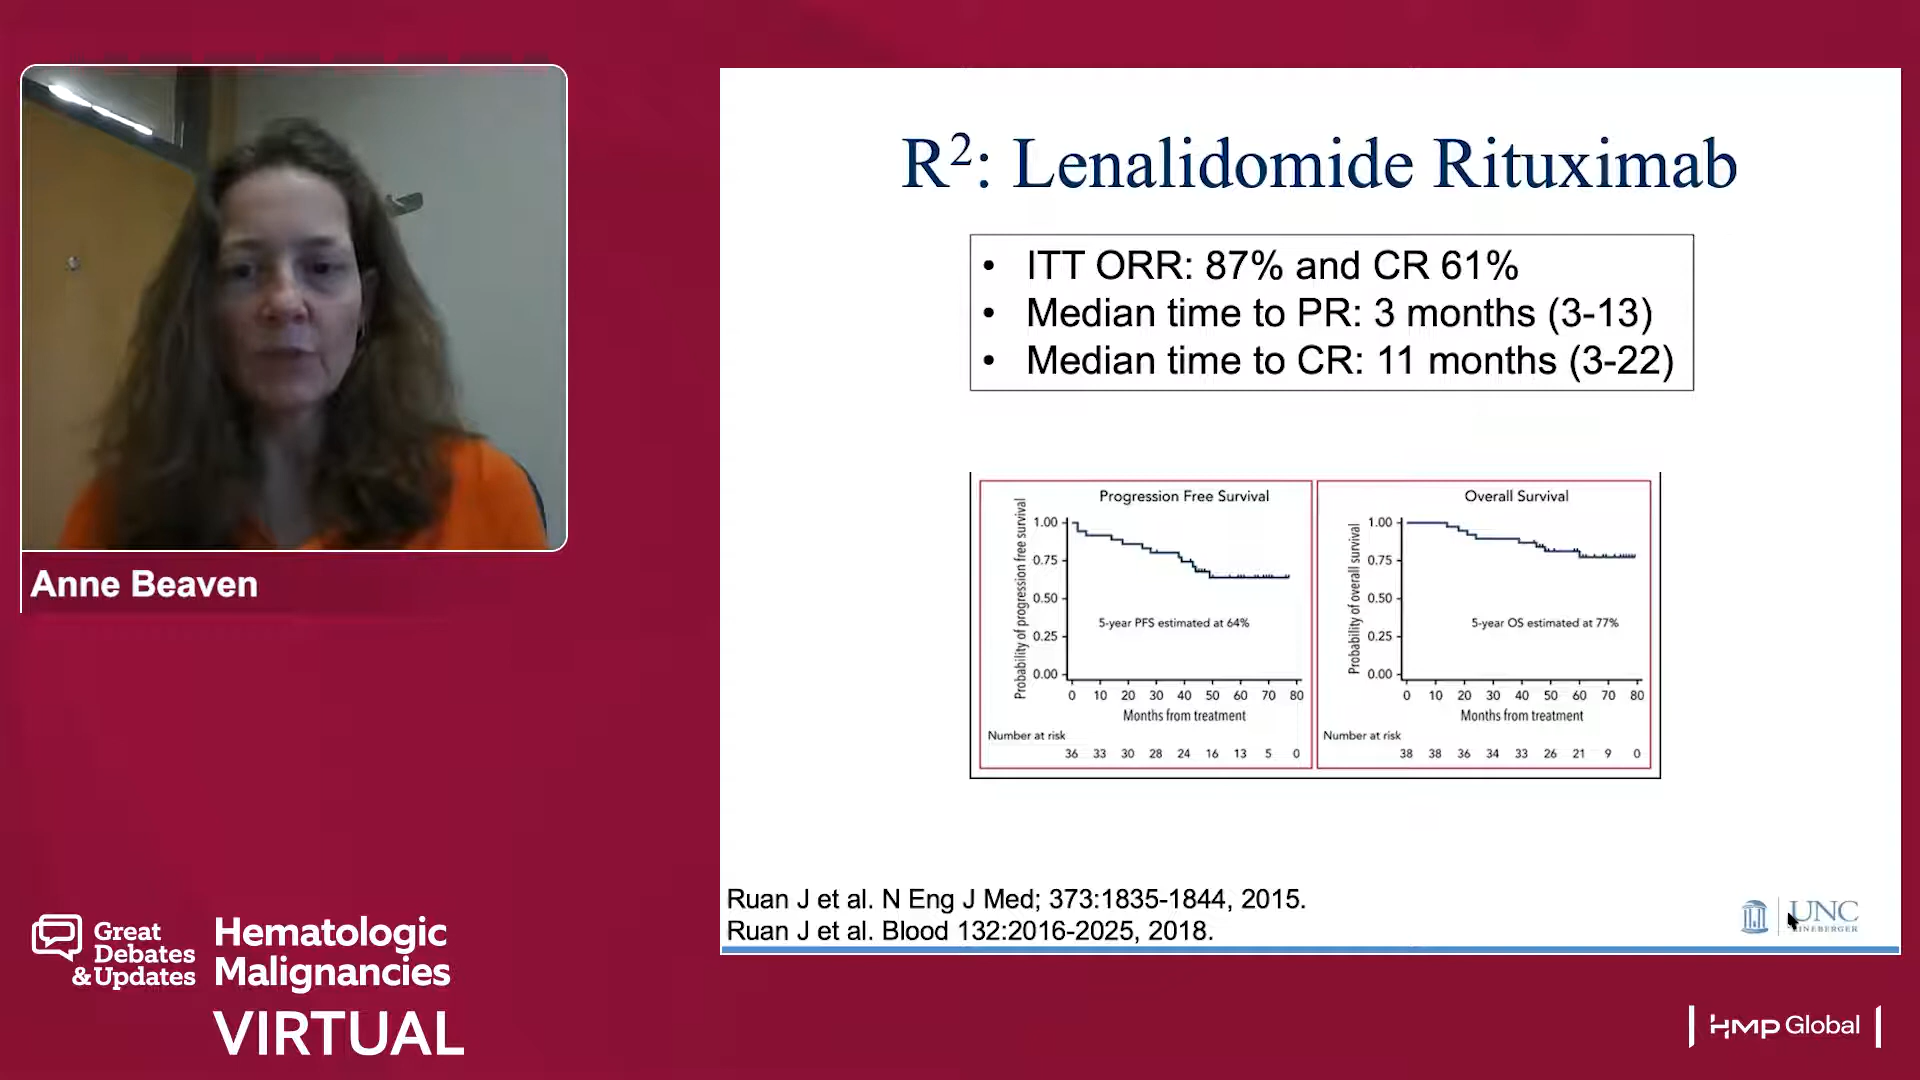 R²: Lenalidomide Rituximab
• ITT ORR: 87% and CR 61%
• Median time to PR: 3 months (3-13)
• Median time to CR: 11 months (3-22)
Progression Free Survival
Probability of progression free survival
1.00
0.75
0.50
0.25
0.00
5-year PFS estimated at 64%
0 10 20 30 40 50 60 70 80
Months from treatment
Number at risk
36 33 30 28 24 16 13 5 0
Overall Survival
Probability of overall survival
1.00
0.75
0.50
0.25
0.00
5-year OS estimated at 77%
0 10 20 30 40 50 60 70 80
Months from treatment
Number at risk
38 38 36 34 33 26 21 9 0
Ruan J et al. N Eng J Med; 373:1835-1844, 2015.
Ruan J et al. Blood 132:2016-2025, 2018.
UNC
Anne Beaven
Great
Debates
&Updates
Hematologic
Malignancies
VIRTUAL
HMP Global